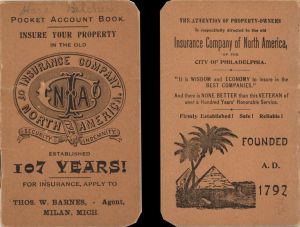 Pocket Account Book.
INSURE YOUR PROPERTY
IN THE OLD
INSURANCE COMPANY
OF
NORTH AMERICA.
SECURITY
INDEMNITY
ESTABLISHED
107 YEARS!
FOR INSURANCE, APPLY TO
THOS. W. BARNES, - Agent,
MILAN, MICH.
THE ATTENTION OF PROPERTY-OWNERS
Is respectfully directed to the old
Insurance Company of North America,
OF THE
CITY OF PHILADELPHIA.
"It is WISDOM and ECONOMY to insure in the
BEST COMPANIES."
And there is NONE BETTER than this VETERAN of
over a Hundred Years' Honorable Service.
Firmly Established! Safe! Reliable!
FOUNDED
A.D.
1792